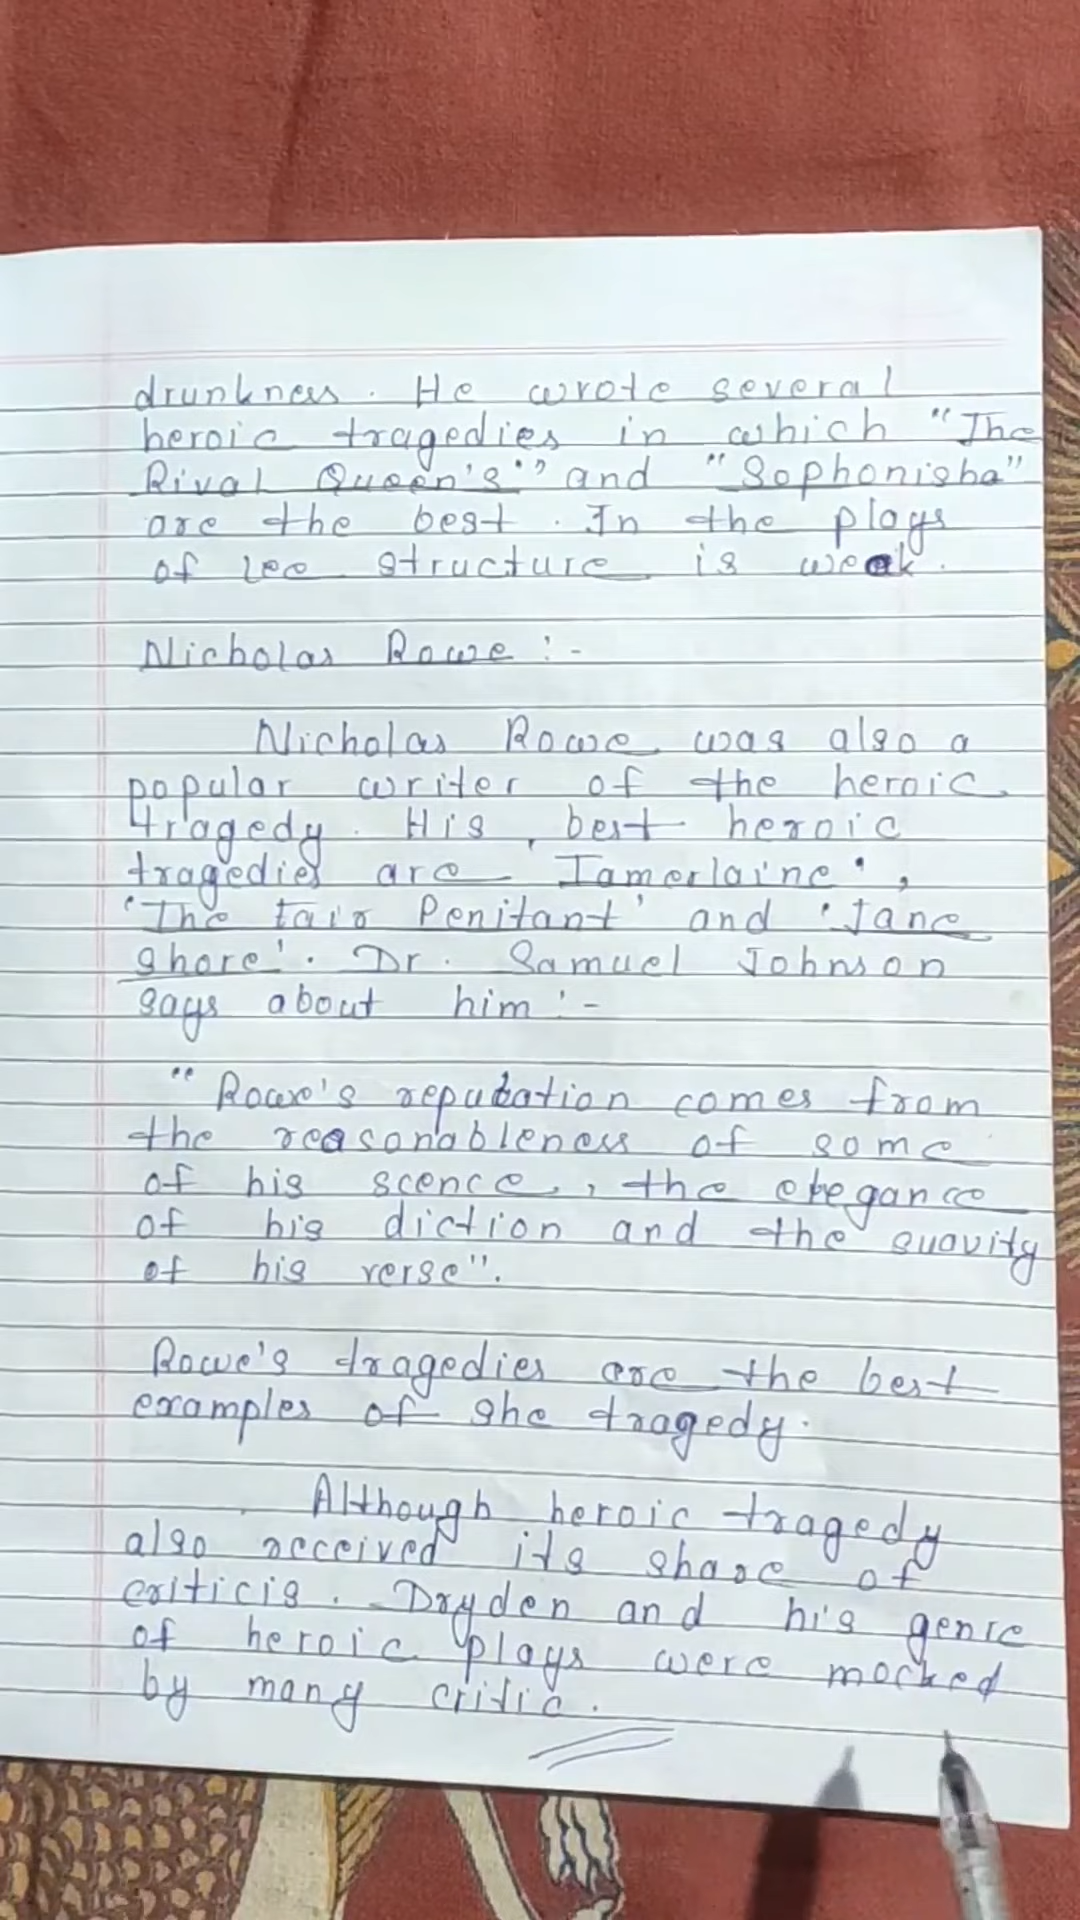 drunkness. He wrote several
heroic tragedies in which "The
Rival Queen's" and "Sophonisba"
are the best. In the plays
of Lee structure is weak.
Nicholas Rowe :-
Nicholas Rowe was also a
popular writer of the heroic
tragedy. His best heroic
tragedies are 'Tamerlaine',
'The fair Penitant' and 'Jane
shore'. Dr. Samuel Johnson
says about him :-
"Rowe's reputation comes from
the reasonableness of some
of his scence, the elegance
of his diction and the suavity
of his verse".
Rowe's tragedies are the best
examples of she tragedy.
Although heroic tragedy
also received its share of
criticis. Dryden and his genre
of heroic plays were mocked
by many critic.